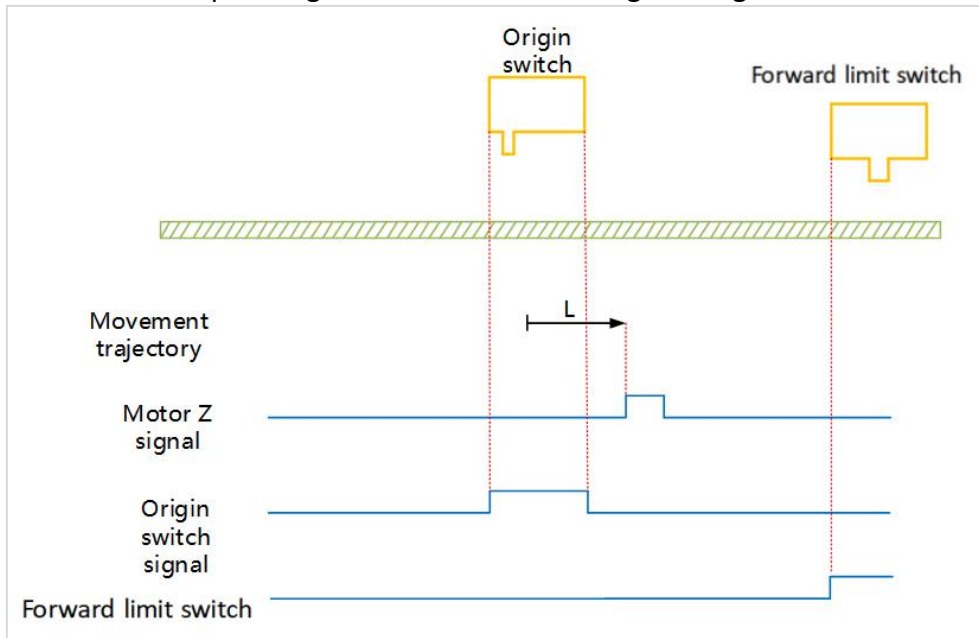 Origin
switch
Forward limit switch
L
Movement
trajectory
Motor Z
signal
Origin
switch
signal
Forward limit switch